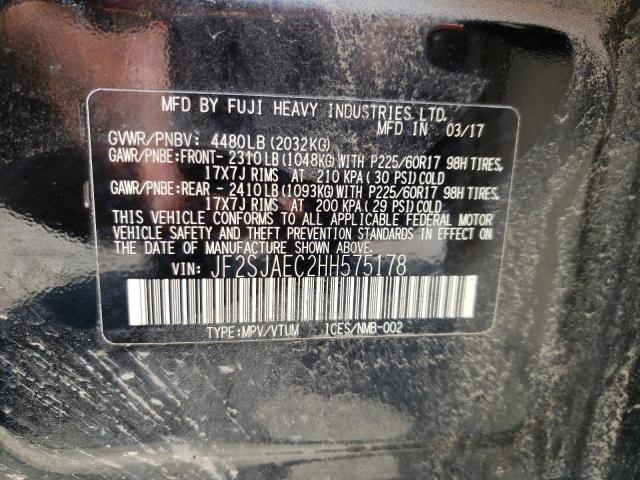 MFD BY FUJI HEAVY INDUSTRIES LTD.
MFD IN 03/17
GVWR/PNBV: 4480LB(2032KG)
GAWR/PNBE:FRONT- 2310LB(1048KG)WITH P225/60R17 98H TIRES,
17X7J RIMS AT 210 KPA( 30 PSI)COLD
GAWR/PNBE:REAR - 2410LB(1093KG)WITH P225/60R17 98H TIRES,
17X7J RIMS AT 200 KPA( 29 PSI)COLD
THIS VEHICLE CONFORMS TO ALL APPLICABLE FEDERAL MOTOR
VEHICLE SAFETY AND THEFT PREVENTION STANDARDS IN EFFECT
ON THE DATE OF MANUFACTURE SHOWN ABOVE.
VIN: JF2SJAEC2HH575178
TYPE:MPV/VTUM ICES/NMB-002